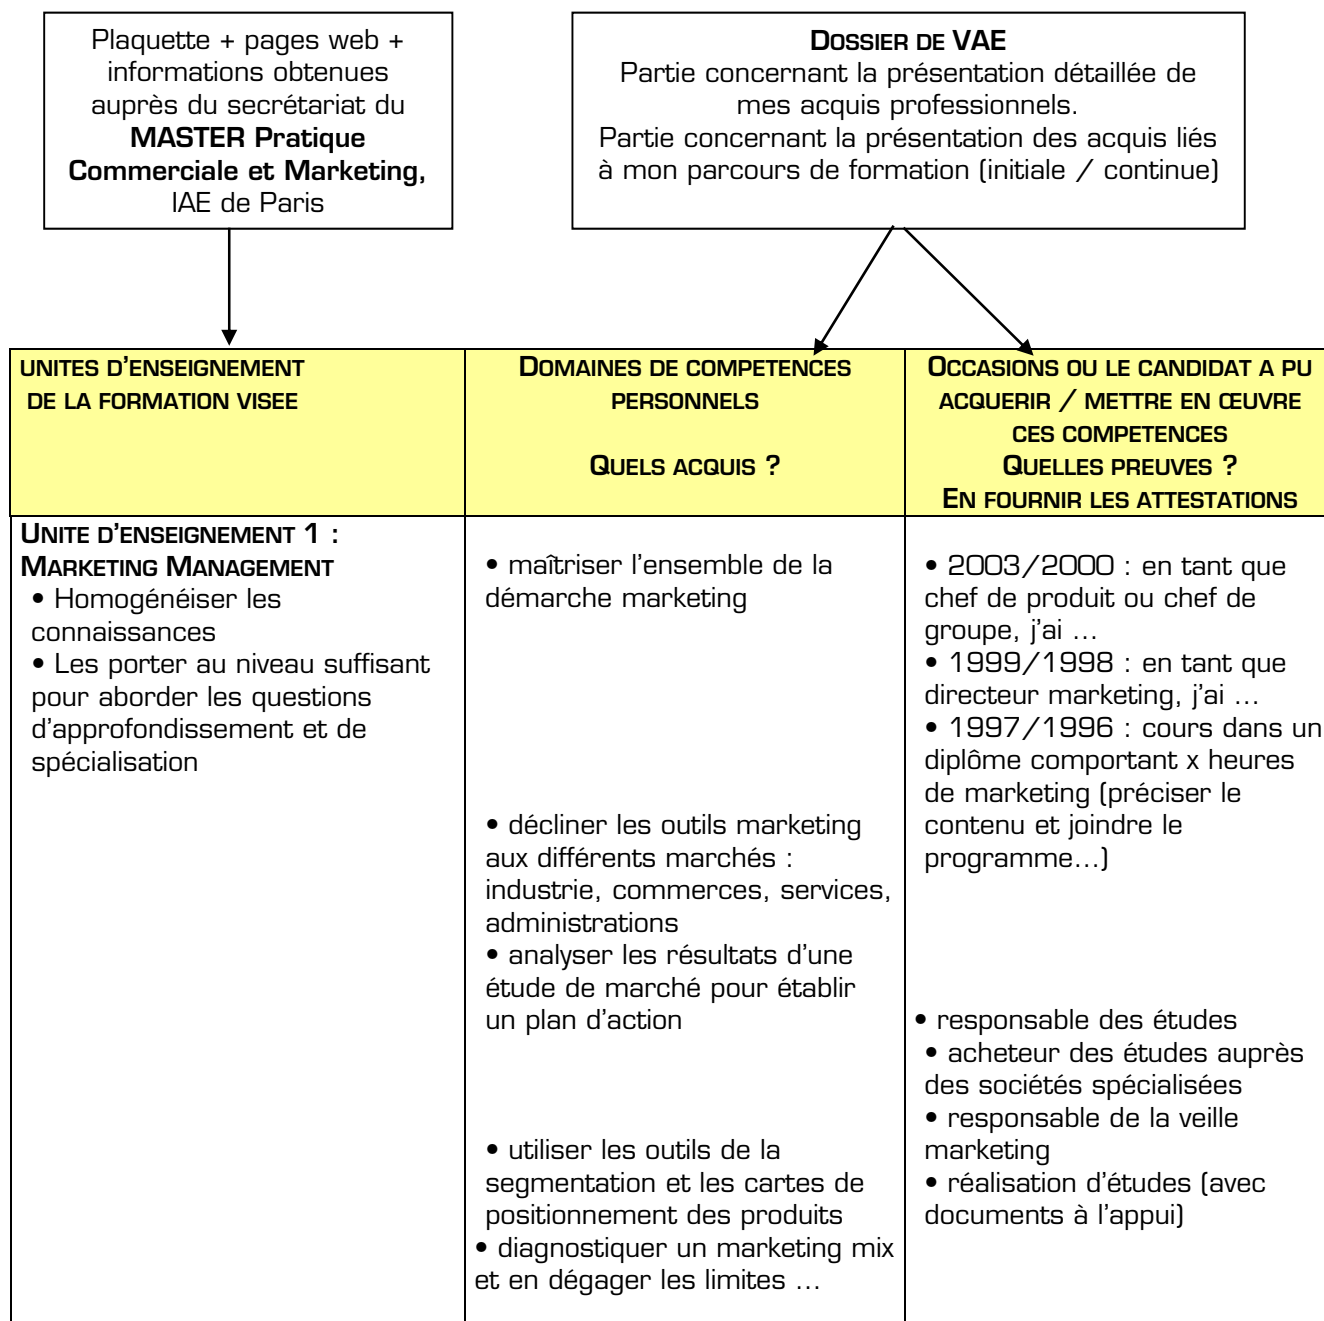 Plaquette + pages web +
informations obtenues
auprès du secrétariat du
MASTER Pratique
Commerciale et Marketing,
IAE de Paris
DOSSIER DE VAE
Partie concernant la présentation détaillée de
mes acquis professionnels.
Partie concernant la présentation des acquis liés
à mon parcours de formation (initiale / continue)
UNITES D'ENSEIGNEMENT
DE LA FORMATION VISEE
DOMAINES DE COMPETENCES
PERSONNELS
QUELS ACQUIS ?
OCCASIONS OU LE CANDIDAT A PU
ACQUERIR / METTRE EN ŒUVRE
CES COMPETENCES
QUELLES PREUVES ?
EN FOURNIR LES ATTESTATIONS
UNITE D'ENSEIGNEMENT 1 :
MARKETING MANAGEMENT
• Homogénéiser les
connaissances
• Les porter au niveau suffisant
pour aborder les questions
d'approfondissement et de
spécialisation
• maîtriser l'ensemble de la
démarche marketing
• décliner les outils marketing
aux différents marchés :
industrie, commerces, services,
administrations
• analyser les résultats d'une
étude de marché pour établir
un plan d'action
• utiliser les outils de la
segmentation et les cartes de
positionnement des produits
• diagnostiquer un marketing mix
et en dégager les limites ...
• 2003/2000 : en tant que
chef de produit ou chef de
groupe, j'ai ...
• 1999/1998 : en tant que
directeur marketing, j'ai ...
• 1997/1996 : cours dans un
diplôme comportant x heures
de marketing (préciser le
contenu et joindre le
programme...)
• responsable des études
• acheteur des études auprès
des sociétés spécialisées
• responsable de la veille
marketing
• réalisation d'études (avec
documents à l'appui)